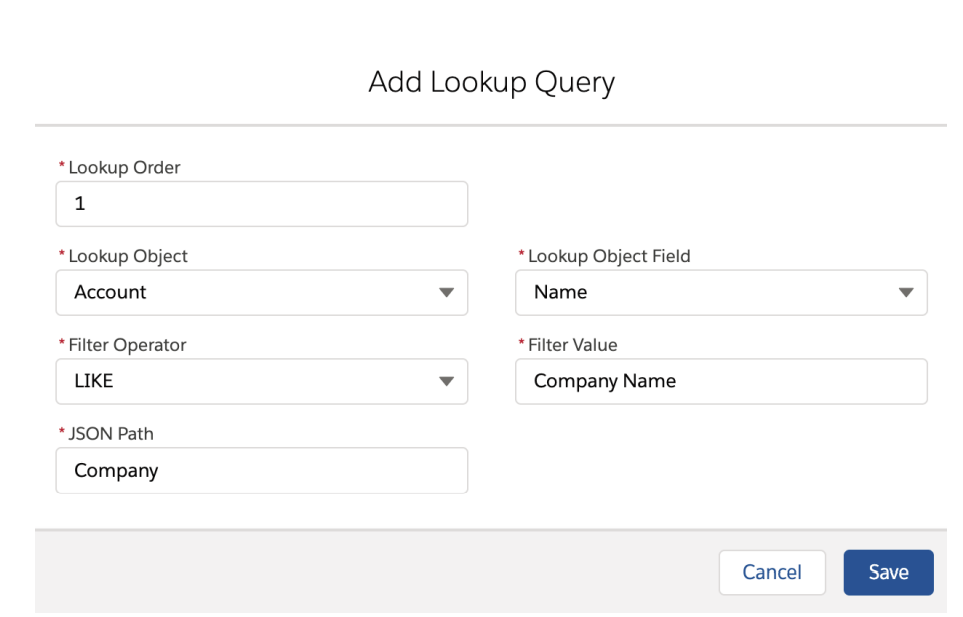 Add Lookup Query
* Lookup Order
1
* Lookup Object
Account
* Lookup Object Field
Name
* Filter Operator
LIKE
* Filter Value
Company Name
* JSON Path
Company
Cancel
Save